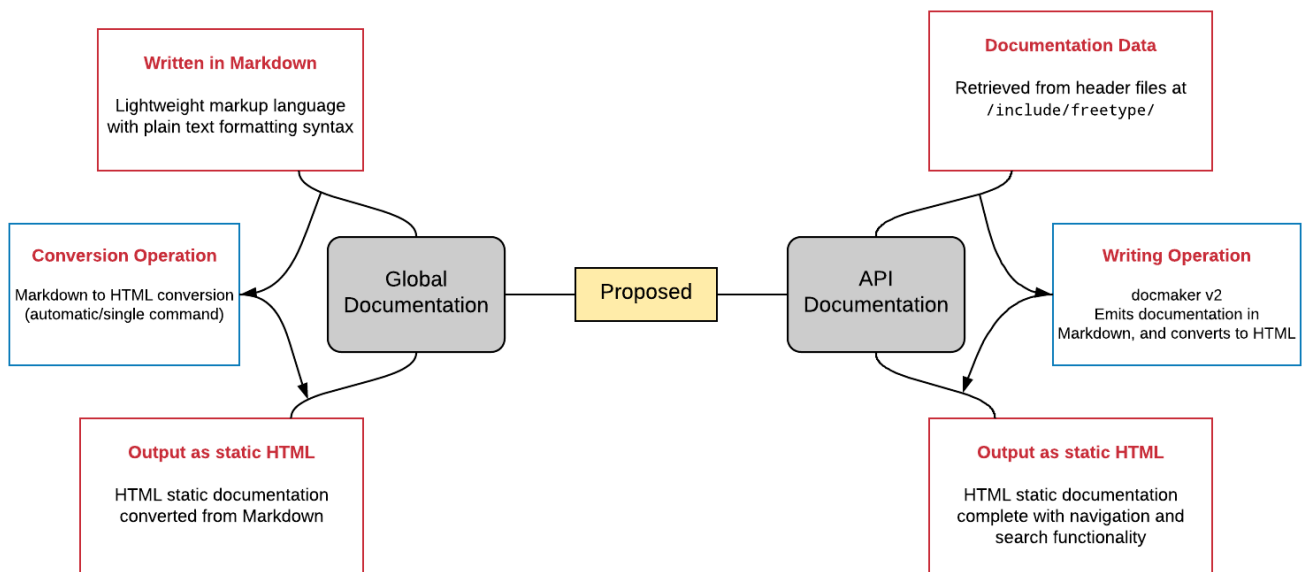 Written in Markdown
Lightweight markup language
with plain text formatting syntax
Conversion Operation
Markdown to HTML conversion
(automatic/single command)
Output as static HTML
HTML static documentation
converted from Markdown
Global
Documentation
Proposed
API
Documentation
Documentation Data
Retrieved from header files at
/include/freetype/
Writing Operation
docmaker v2
Emits documentation in
Markdown, and converts to HTML
Output as static HTML
HTML static documentation
complete with navigation and
search functionality